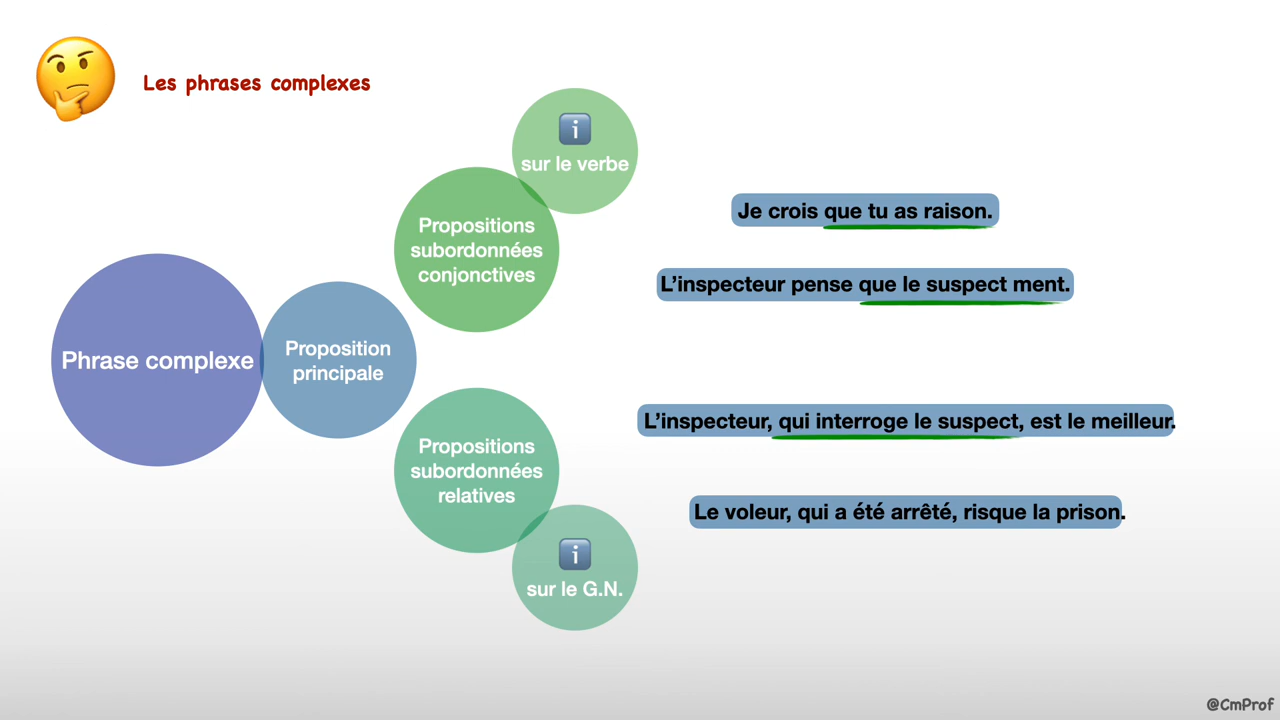 Les phrases complexes
Phrase complexe
Proposition
principale
Propositions
subordonnées
conjonctives
i
sur le verbe
Je crois que tu as raison.
L’inspecteur pense que le suspect ment.
Propositions
subordonnées
relatives
i
sur le G.N.
L’inspecteur, qui interroge le suspect, est le meilleur.
Le voleur, qui a été arrêté, risque la prison.
@CmProf